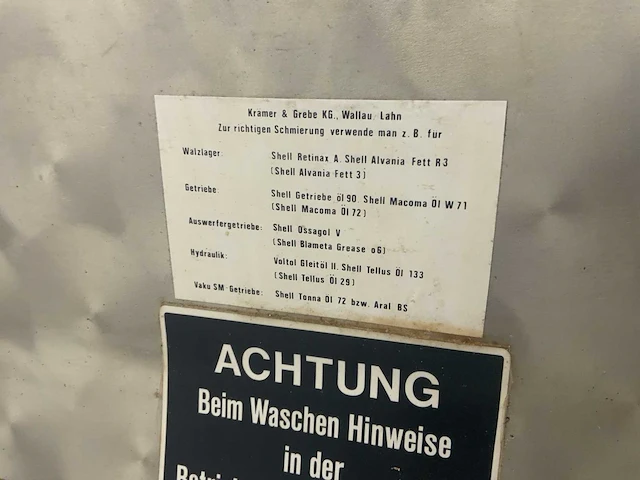 Kramer & Grebe KG., Wallau/Lahn
Zur richtigen Schmierung verwende man z. B. für
Walzlager: Shell Retinax A. Shell Alvania Fett R3
(Shell Alvania Fett 3)
Getriebe: Shell Getriebe öl 90. Shell Macoma Öl W 71
(Shell Macoma Öl 72)
Auswerfergetriebe: Shell Ossagol V
(Shell Blameta Grease o6)
Hydraulik: Voltol Gleitöl II. Shell Tellus Öl 133
(Shell Tellus Öl 29)
Vaku SM-Getriebe: Shell Tonna Öl 72 bzw. Aral BS
ACHTUNG
Beim Waschen Hinweise
in der